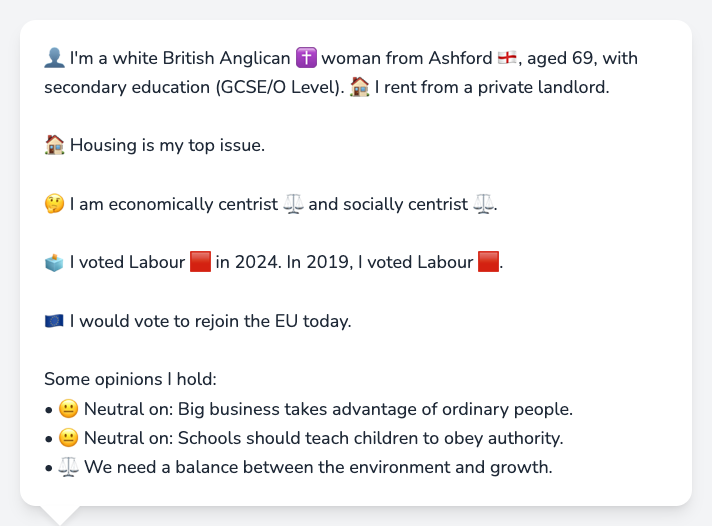 👤 I'm a white British Anglican ✝️ woman from Ashford 🏴󠁧󠁢󠁥󠁮󠁧󠁿, aged 69, with
secondary education (GCSE/O Level). 🏠 I rent from a private landlord.
🏠 Housing is my top issue.
🤔 I am economically centrist ⚖️ and socially centrist ⚖️.
🗳️ I voted Labour 🟥 in 2024. In 2019, I voted Labour 🟥.
🇪🇺 I would vote to rejoin the EU today.
Some opinions I hold:
• 😐 Neutral on: Big business takes advantage of ordinary people.
• 😐 Neutral on: Schools should teach children to obey authority.
• ⚖️ We need a balance between the environment and growth.